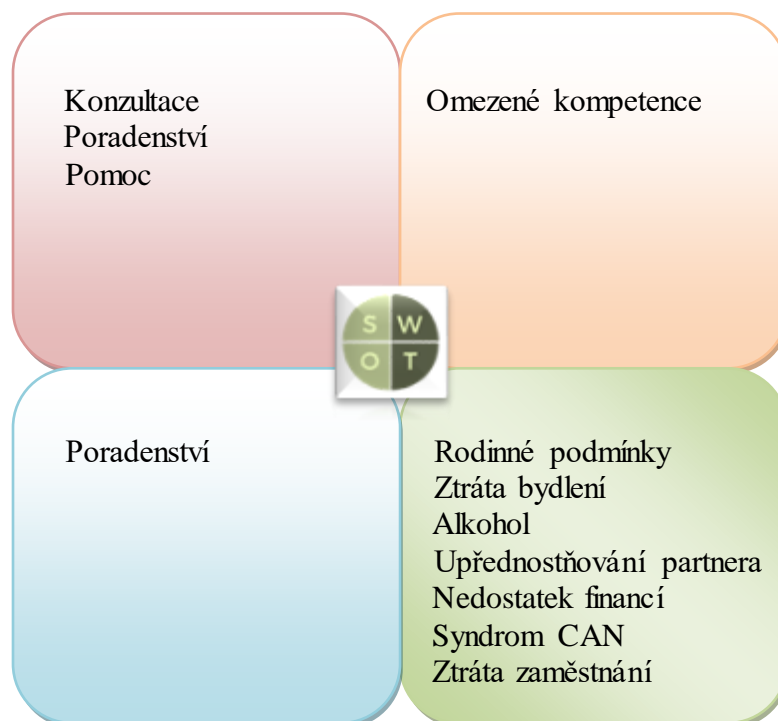 Konzultace
Poradenství
Pomoc
Omezené kompetence
S W
O T
Poradenství
Rodinné podmínky
Ztráta bydlení
Alkohol
Upřednostňování partnera
Nedostatek financí
Syndrom CAN
Ztráta zaměstnání